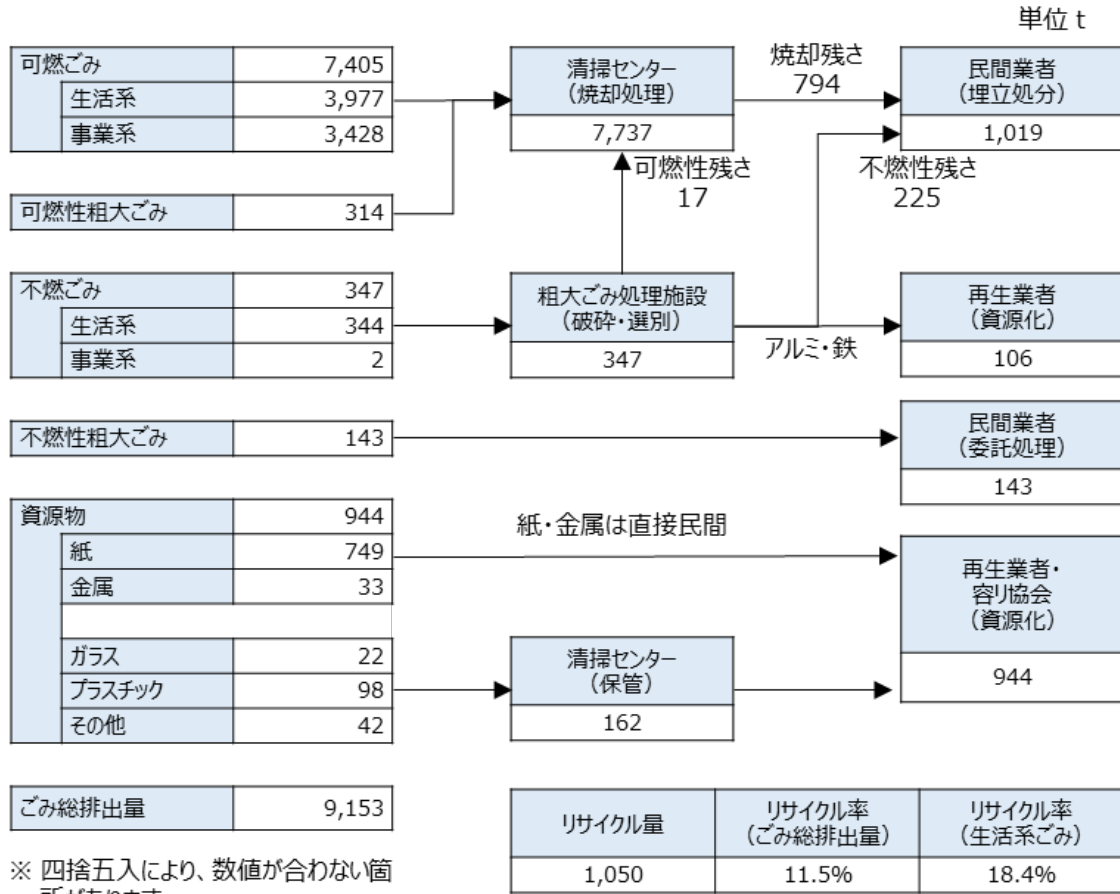 単位 t
可燃ごみ 7,405
生活系 3,977
事業系 3,428
可燃性粗大ごみ 314
不燃ごみ 347
生活系 344
事業系 2
不燃性粗大ごみ 143
資源物 944
紙 749
金属 33
ガラス 22
プラスチック 98
その他 42
ごみ総排出量 9,153
清掃センター
（焼却処理）
7,737
焼却残さ
794
民間業者
（埋立処分）
1,019
可燃性残さ
17
不燃性残さ
225
粗大ごみ処理施設
（破砕・選別）
347
アルミ・鉄
再生業者
（資源化）
106
民間業者
（委託処理）
143
紙・金属は直接民間
再生業者・
容リ協会
（資源化）
944
清掃センター
（保管）
162
リサイクル量
リサイクル率
（ごみ総排出量）
リサイクル率
（生活系ごみ）
1,050 11.5% 18.4%
※ 四捨五入により、数値が合わない箇
所があります